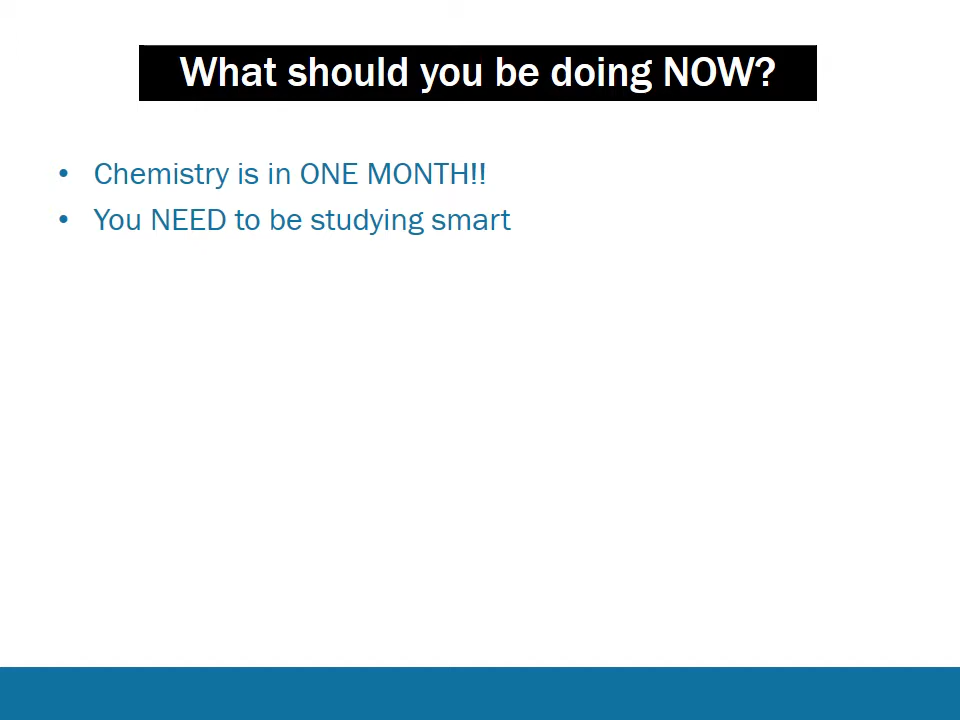 What should you be doing NOW?
• Chemistry is in ONE MONTH!!
• You NEED to be studying smart